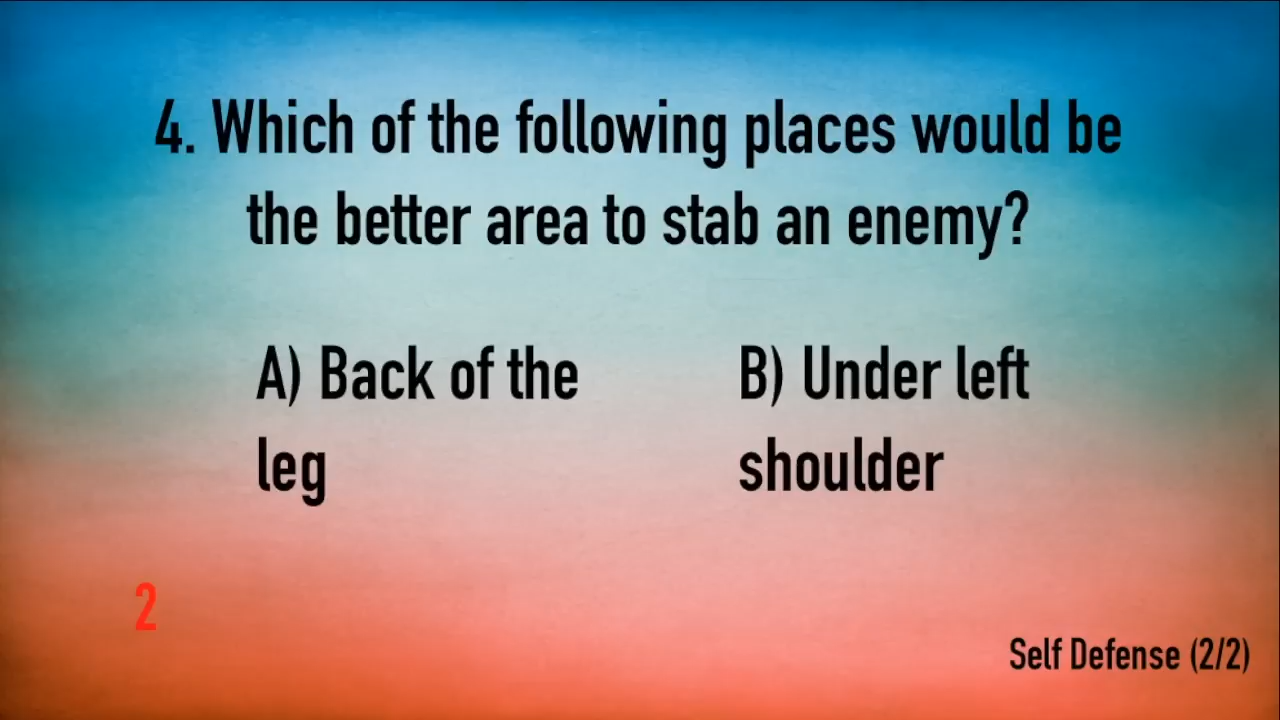 4. Which of the following places would be
the better area to stab an enemy?
A) Back of the
leg
B) Under left
shoulder
2
Self Defense (2/2)